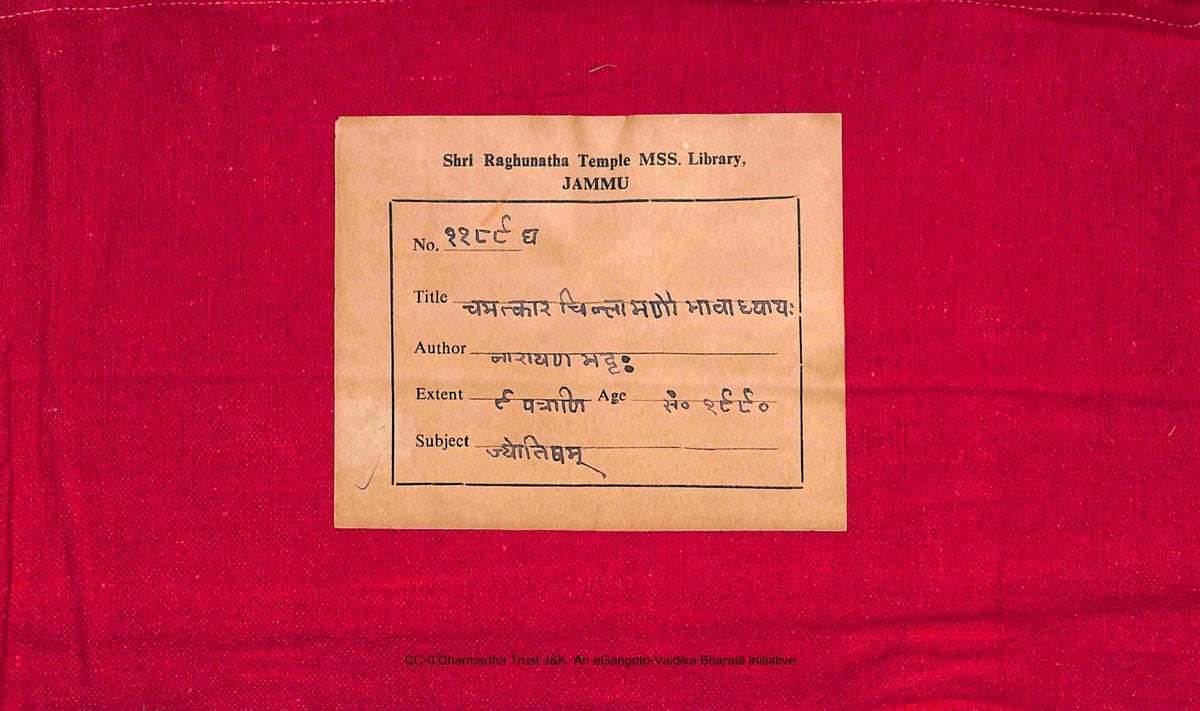 Shri Raghunatha Temple MSS. Library,
JAMMU
No. ११८९ घ
Title चमत्कार चिन्तामणौ भावाध्यायः
Author नारायण भट्टः
Extent ९ पत्राणि Age सं० १९९०
Subject ज्योतिषम्
CC-0 Dharmartha Trust J&K. An eGangotri-Vaidika Bharata Initiative